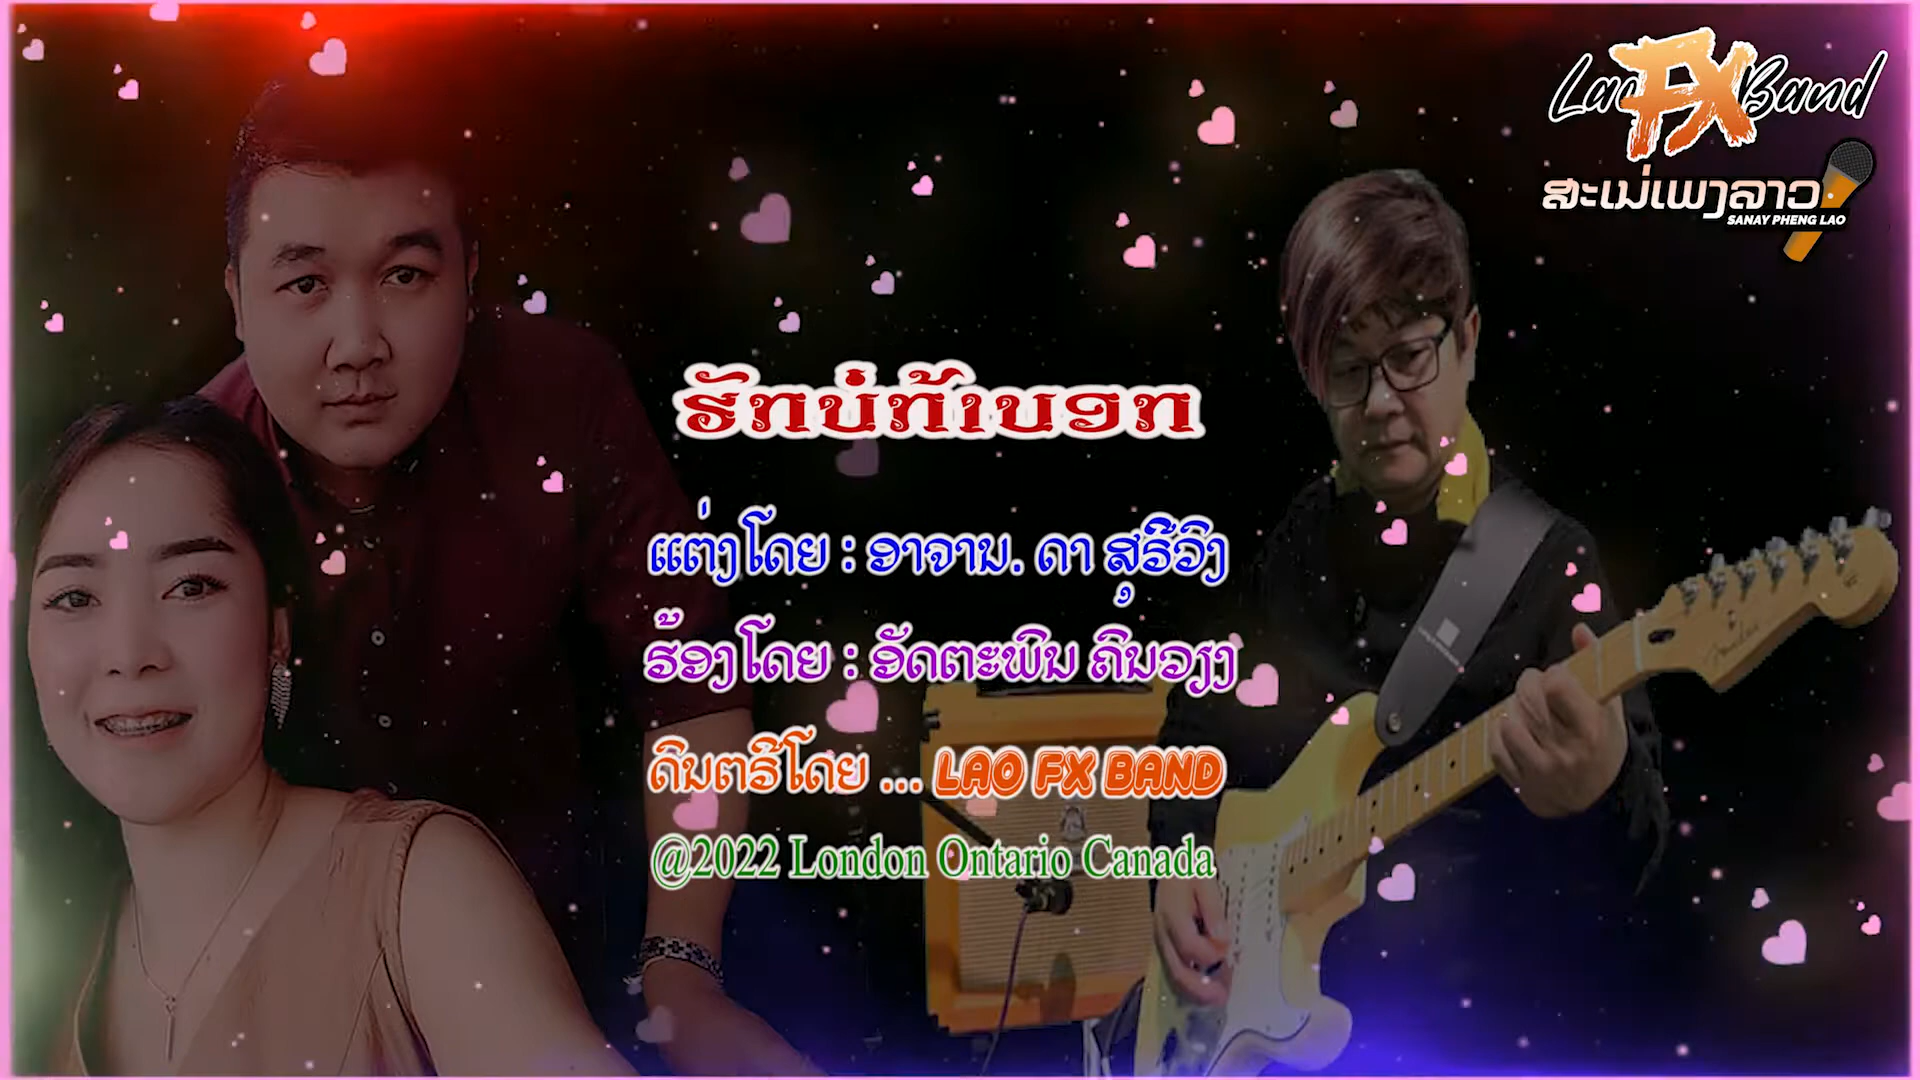 Lao FX Band
ສະເໜ່ເພງລາວ
SANAY PHENG LAO
ຮັກບໍ່ກ້າບອກ
ແຕ່ງໂດຍ : ອາຈານ. ດາ ສຸຣິວົງ
ຮ້ອງໂດຍ : ອັດຕະພົນ ຄົນວຽງ
ດົນຕຣີໂດຍ ... LAO FX BAND
@2022 London Ontario Canada